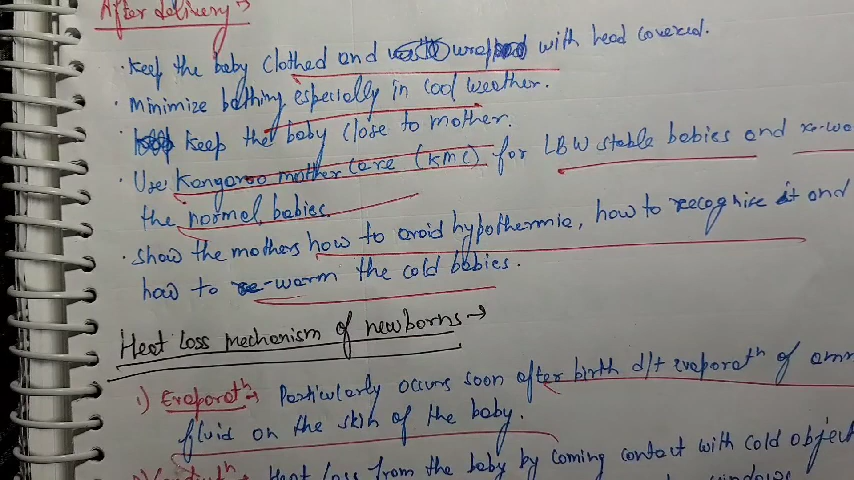 After delivery →
· Keep the baby clothed and wrapped with head covered.
· Minimize bathing especially in cool weather.
· Keep the baby close to mother.
· Use Kangaroo mother care (KMC) for LBW stable babies and re-wa
the normal babies.
· show the mothers how to avoid hypothermia, how to recognize it and
how to re-warm the cold babies.
Heat Loss mechanism of newborns →
1) Evaporatⁿ → Particularly occurs soon after birth d/t evaporatⁿ of amn
fluid on the skin of the baby.
Heat loss from the baby by coming contact with cold object
windows